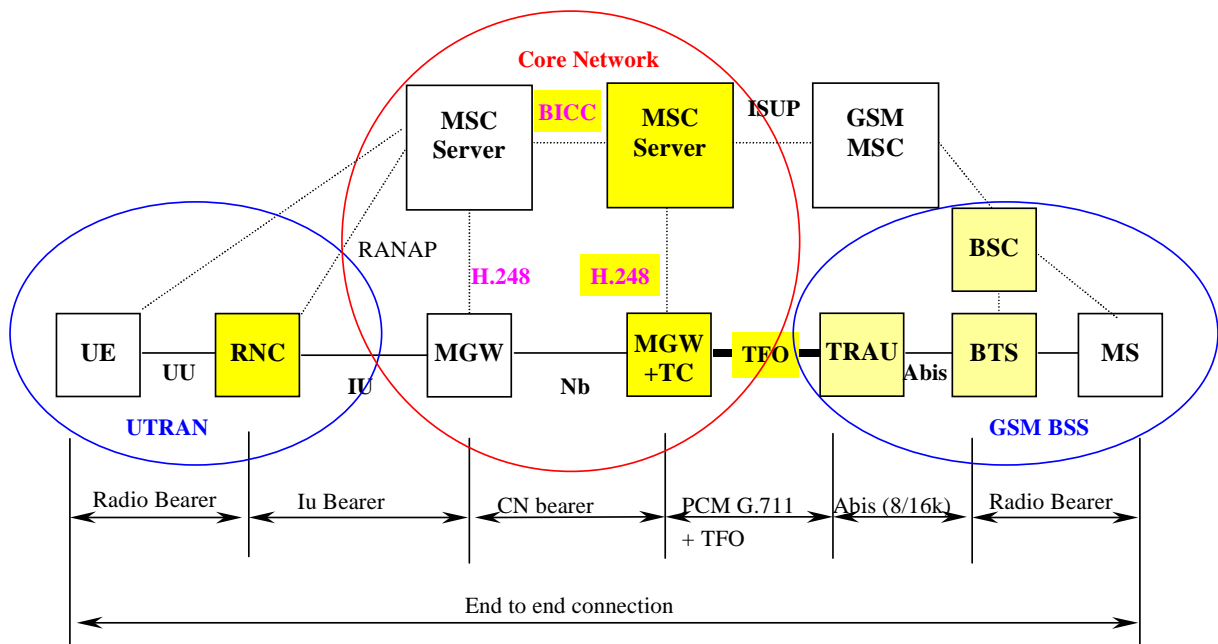 Core Network
MSC
Server
BICC
MSC
Server
ISUP
GSM
MSC
RANAP
H.248
H.248
BSC
UE
UU
RNC
IU
MGW
Nb
MGW
+TC
TFO
TRAU
Abis
BTS
MS
UTRAN
GSM BSS
Radio Bearer
Iu Bearer
CN bearer
PCM G.711
+ TFO
Abis (8/16k)
Radio Bearer
End to end connection